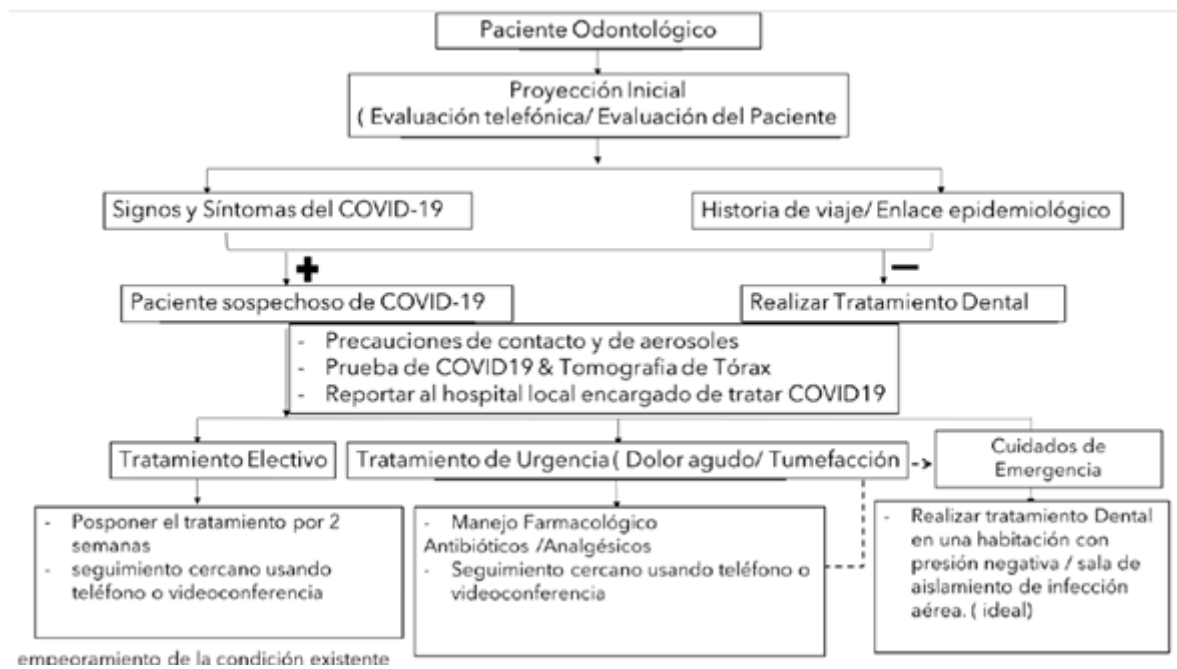 Paciente Odontológico
Proyección Inicial
( Evaluación telefónica/ Evaluación del Paciente
Signos y Síntomas del COVID-19
Historia de viaje/ Enlace epidemiológico
+
−
Paciente sospechoso de COVID-19
Realizar Tratamiento Dental
- Precauciones de contacto y de aerosoles
- Prueba de COVID19 & Tomografia de Tórax
- Reportar al hospital local encargado de tratar COVID19
Tratamiento Electivo
Tratamiento de Urgencia ( Dolor agudo/ Tumefacción
Cuidados de
Emergencia
- Posponer el tratamiento por 2
semanas
- seguimiento cercano usando
teléfono o videoconferencia
- Manejo Farmacológico
Antibióticos /Analgésicos
- Seguimiento cercano usando teléfono o
videoconferencia
- Realizar tratamiento Dental
en una habitación con
presión negativa / sala de
aislamiento de infección
aérea. ( ideal)
empeoramiento de la condición existente